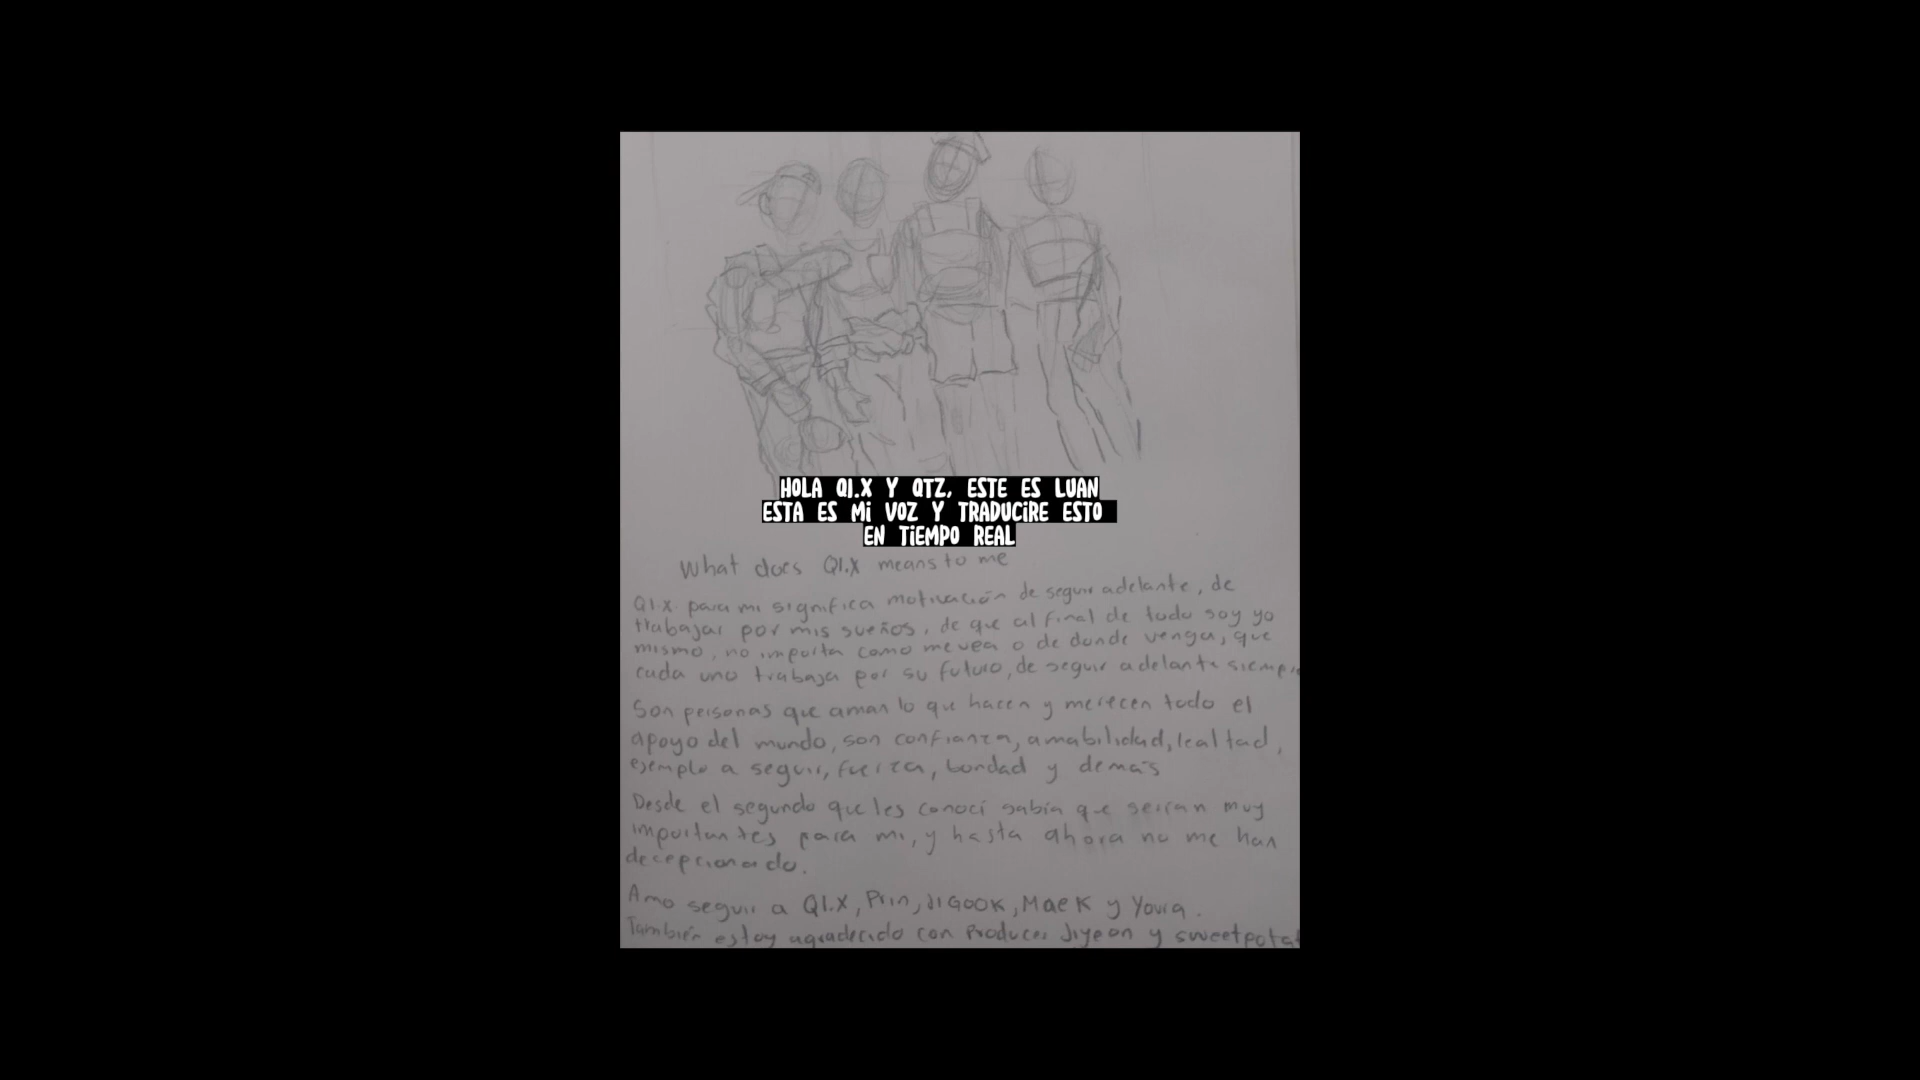 HOLA QI.X Y QTZ, ESTE ES LUAN
ESTA ES Mi VOZ Y TRADUCiRE ESTO
EN TiEMPO REAL
What does QI.X means to me
QI.X para mi significa motivación de seguir adelante, de
trabajar por mis sueños, de que al final de todo soy yo
mismo, no importa como me vea o de donde venga, que
cada uno trabaja por su futuro, de seguir adelante siempre
Son personas que aman lo que hacen y merecen todo el
apoyo del mundo, son confianza, amabilidad, lealtad,
ejemplo a seguir, fuerza, bondad y demás
Desde el segundo que les conocí sabía que serían muy
importantes para mi, y hasta ahora no me han
decepcionado.
Amo seguir a QI.X, Prin, JIGOOK, Maek y Youra.
También estoy agradecido con Producer Jiyeon y sweetpotat